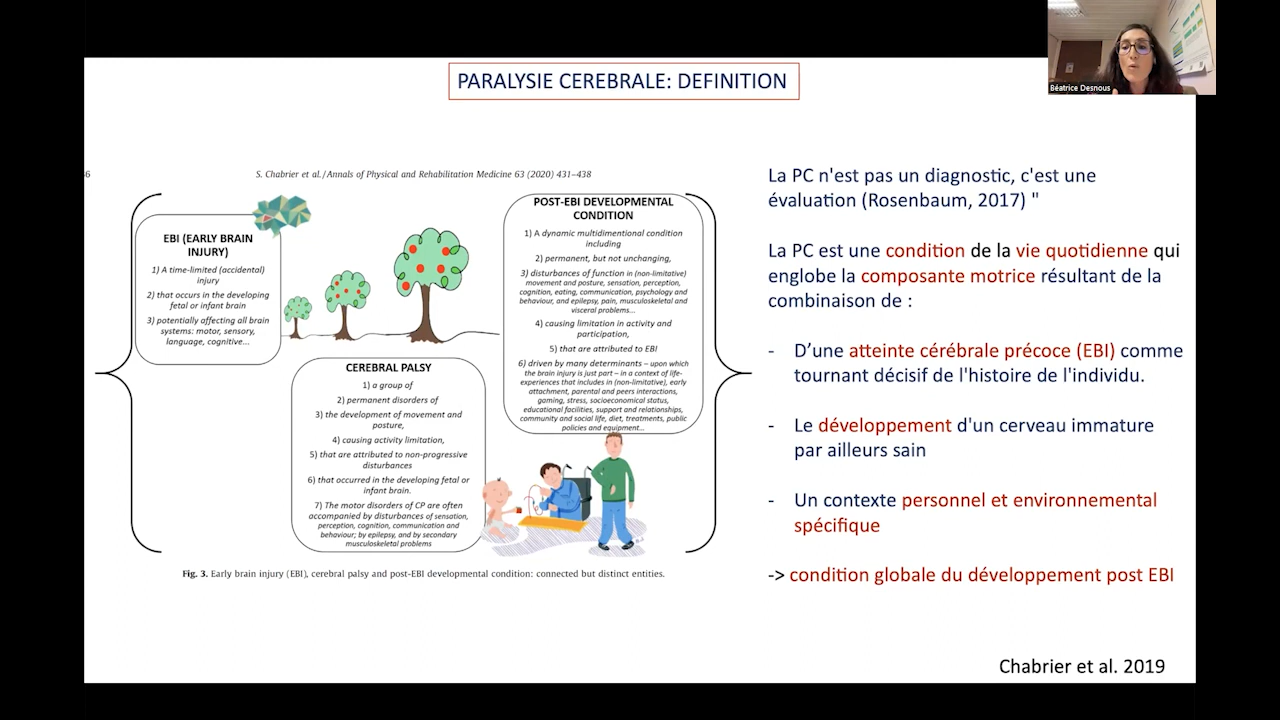 PARALYSIE CEREBRALE: DEFINITION
Béatrice Desnous
36
S. Chabrier et al. / Annals of Physical and Rehabilitation Medicine 63 (2020) 431–438
EBI (EARLY BRAIN
INJURY)
1) A time-limited (accidental)
injury
2) that occurs in the developing
fetal or infant brain
3) potentially affecting all brain
systems: motor, sensory,
language, cognitive...
CEREBRAL PALSY
1) a group of
2) permanent disorders of
3) the development of movement and
posture,
4) causing activity limitation,
5) that are attributed to non-progressive
disturbances
6) that occurred in the developing fetal or
infant brain.
7) The motor disorders of CP are often
accompanied by disturbances of sensation,
perception, cognition, communication and
behaviour; by epilepsy, and by secondary
musculoskeletal problems
POST-EBI DEVELOPMENTAL
CONDITION
1) A dynamic multidimentional condition
including
2) permanent, but not unchanging,
3) disturbances of function in (non-limitative)
movement and posture, sensation, perception,
cognition, eating, communication, psychology and
behaviour, and epilepsy, pain, musculoskeletal and
visceral problems...
4) causing limitation in activity and
participation,
5) that are attributed to EBI
6) driven by many determinants – upon which
the brain injury is just part – in a context of life-
experiences that includes in (non-limitative), early
attachment, parental and peers interactions,
gaming, stress, socioeconomical status,
educational facilities, support and relationships,
community and social life, diet, treatments, public
policies and equipment...
Fig. 3. Early brain injury (EBI), cerebral palsy and post-EBI developmental condition: connected but distinct entities.
La PC n'est pas un diagnostic, c'est une
évaluation (Rosenbaum, 2017) "
La PC est une condition de la vie quotidienne qui
englobe la composante motrice résultant de la
combinaison de :
- D'une atteinte cérébrale précoce (EBI) comme
tournant décisif de l'histoire de l'individu.
- Le développement d'un cerveau immature
par ailleurs sain
- Un contexte personnel et environnemental
spécifique
-> condition globale du développement post EBI
Chabrier et al. 2019